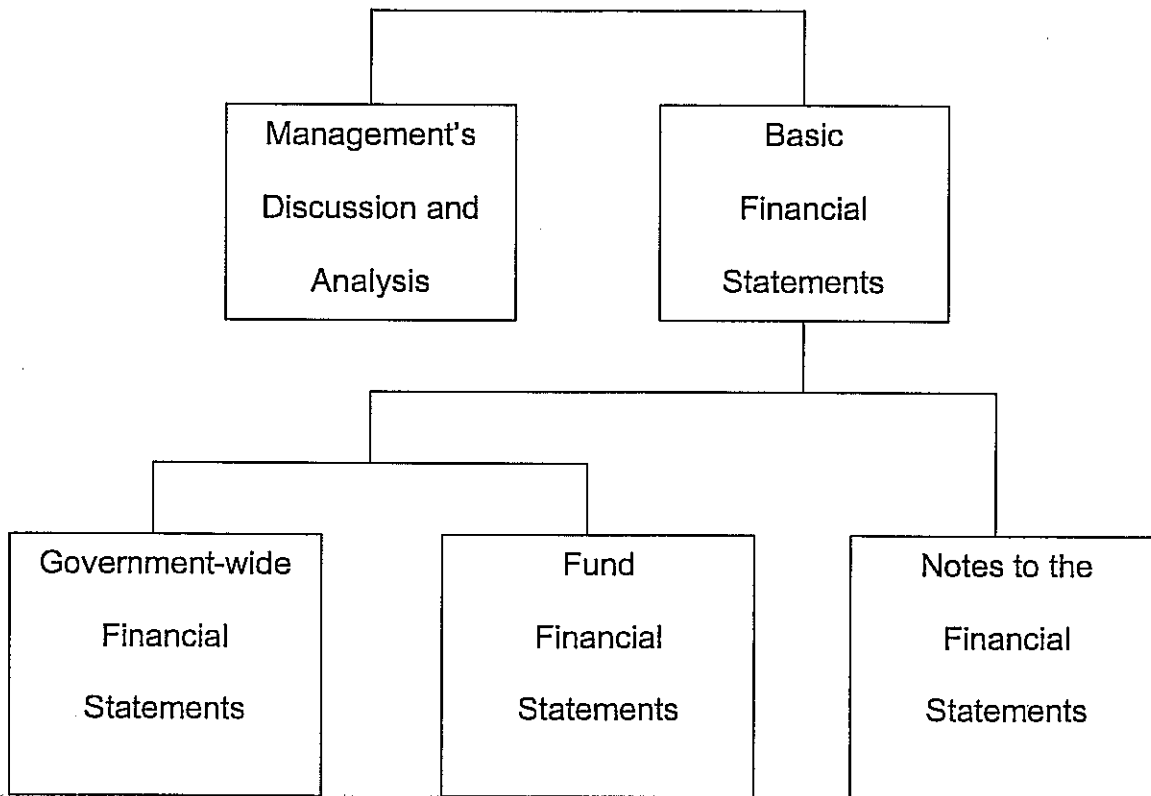 Management's
Discussion and
Analysis
Basic
Financial
Statements
Government-wide
Financial
Statements
Fund
Financial
Statements
Notes to the
Financial
Statements